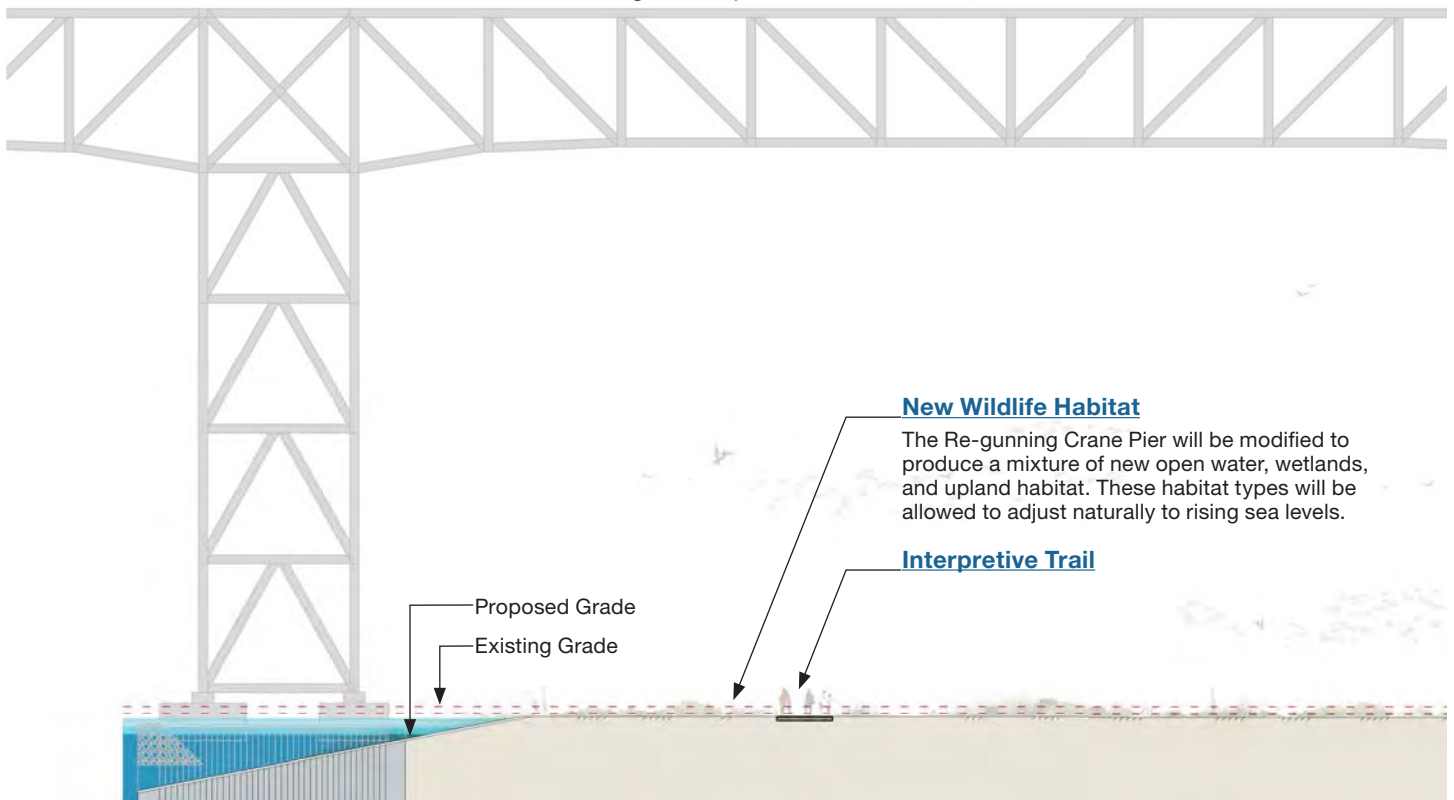 New Wildlife Habitat
The Re-gunning Crane Pier will be modified to
produce a mixture of new open water, wetlands,
and upland habitat. These habitat types will be
allowed to adjust naturally to rising sea levels.
Interpretive Trail
Proposed Grade
Existing Grade